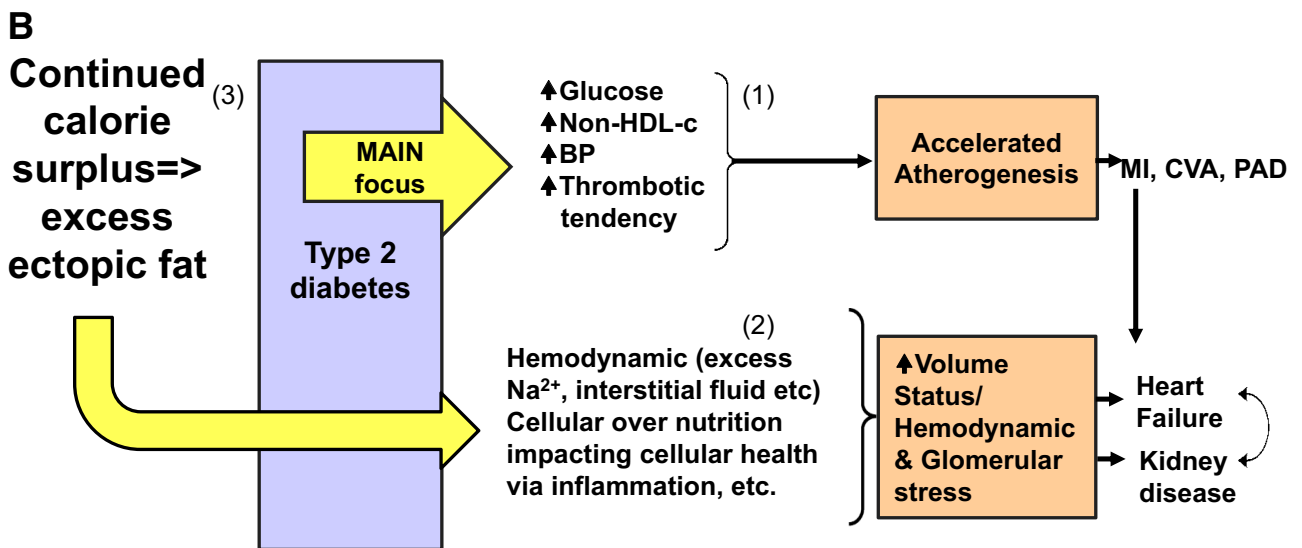 B
Continued
calorie
surplus=>
excess
ectopic fat
(3)
MAIN
focus
Type 2
diabetes
Glucose
Non-HDL-c
BP
Thrombotic
tendency
(1)
Accelerated
Atherogenesis
MI, CVA, PAD
(2)
Hemodynamic (excess
Na²⁺, interstitial fluid etc)
Cellular over nutrition
impacting cellular health
via inflammation, etc.
Volume
Status/
Hemodynamic
& Glomerular
stress
Heart
Failure
Kidney
disease